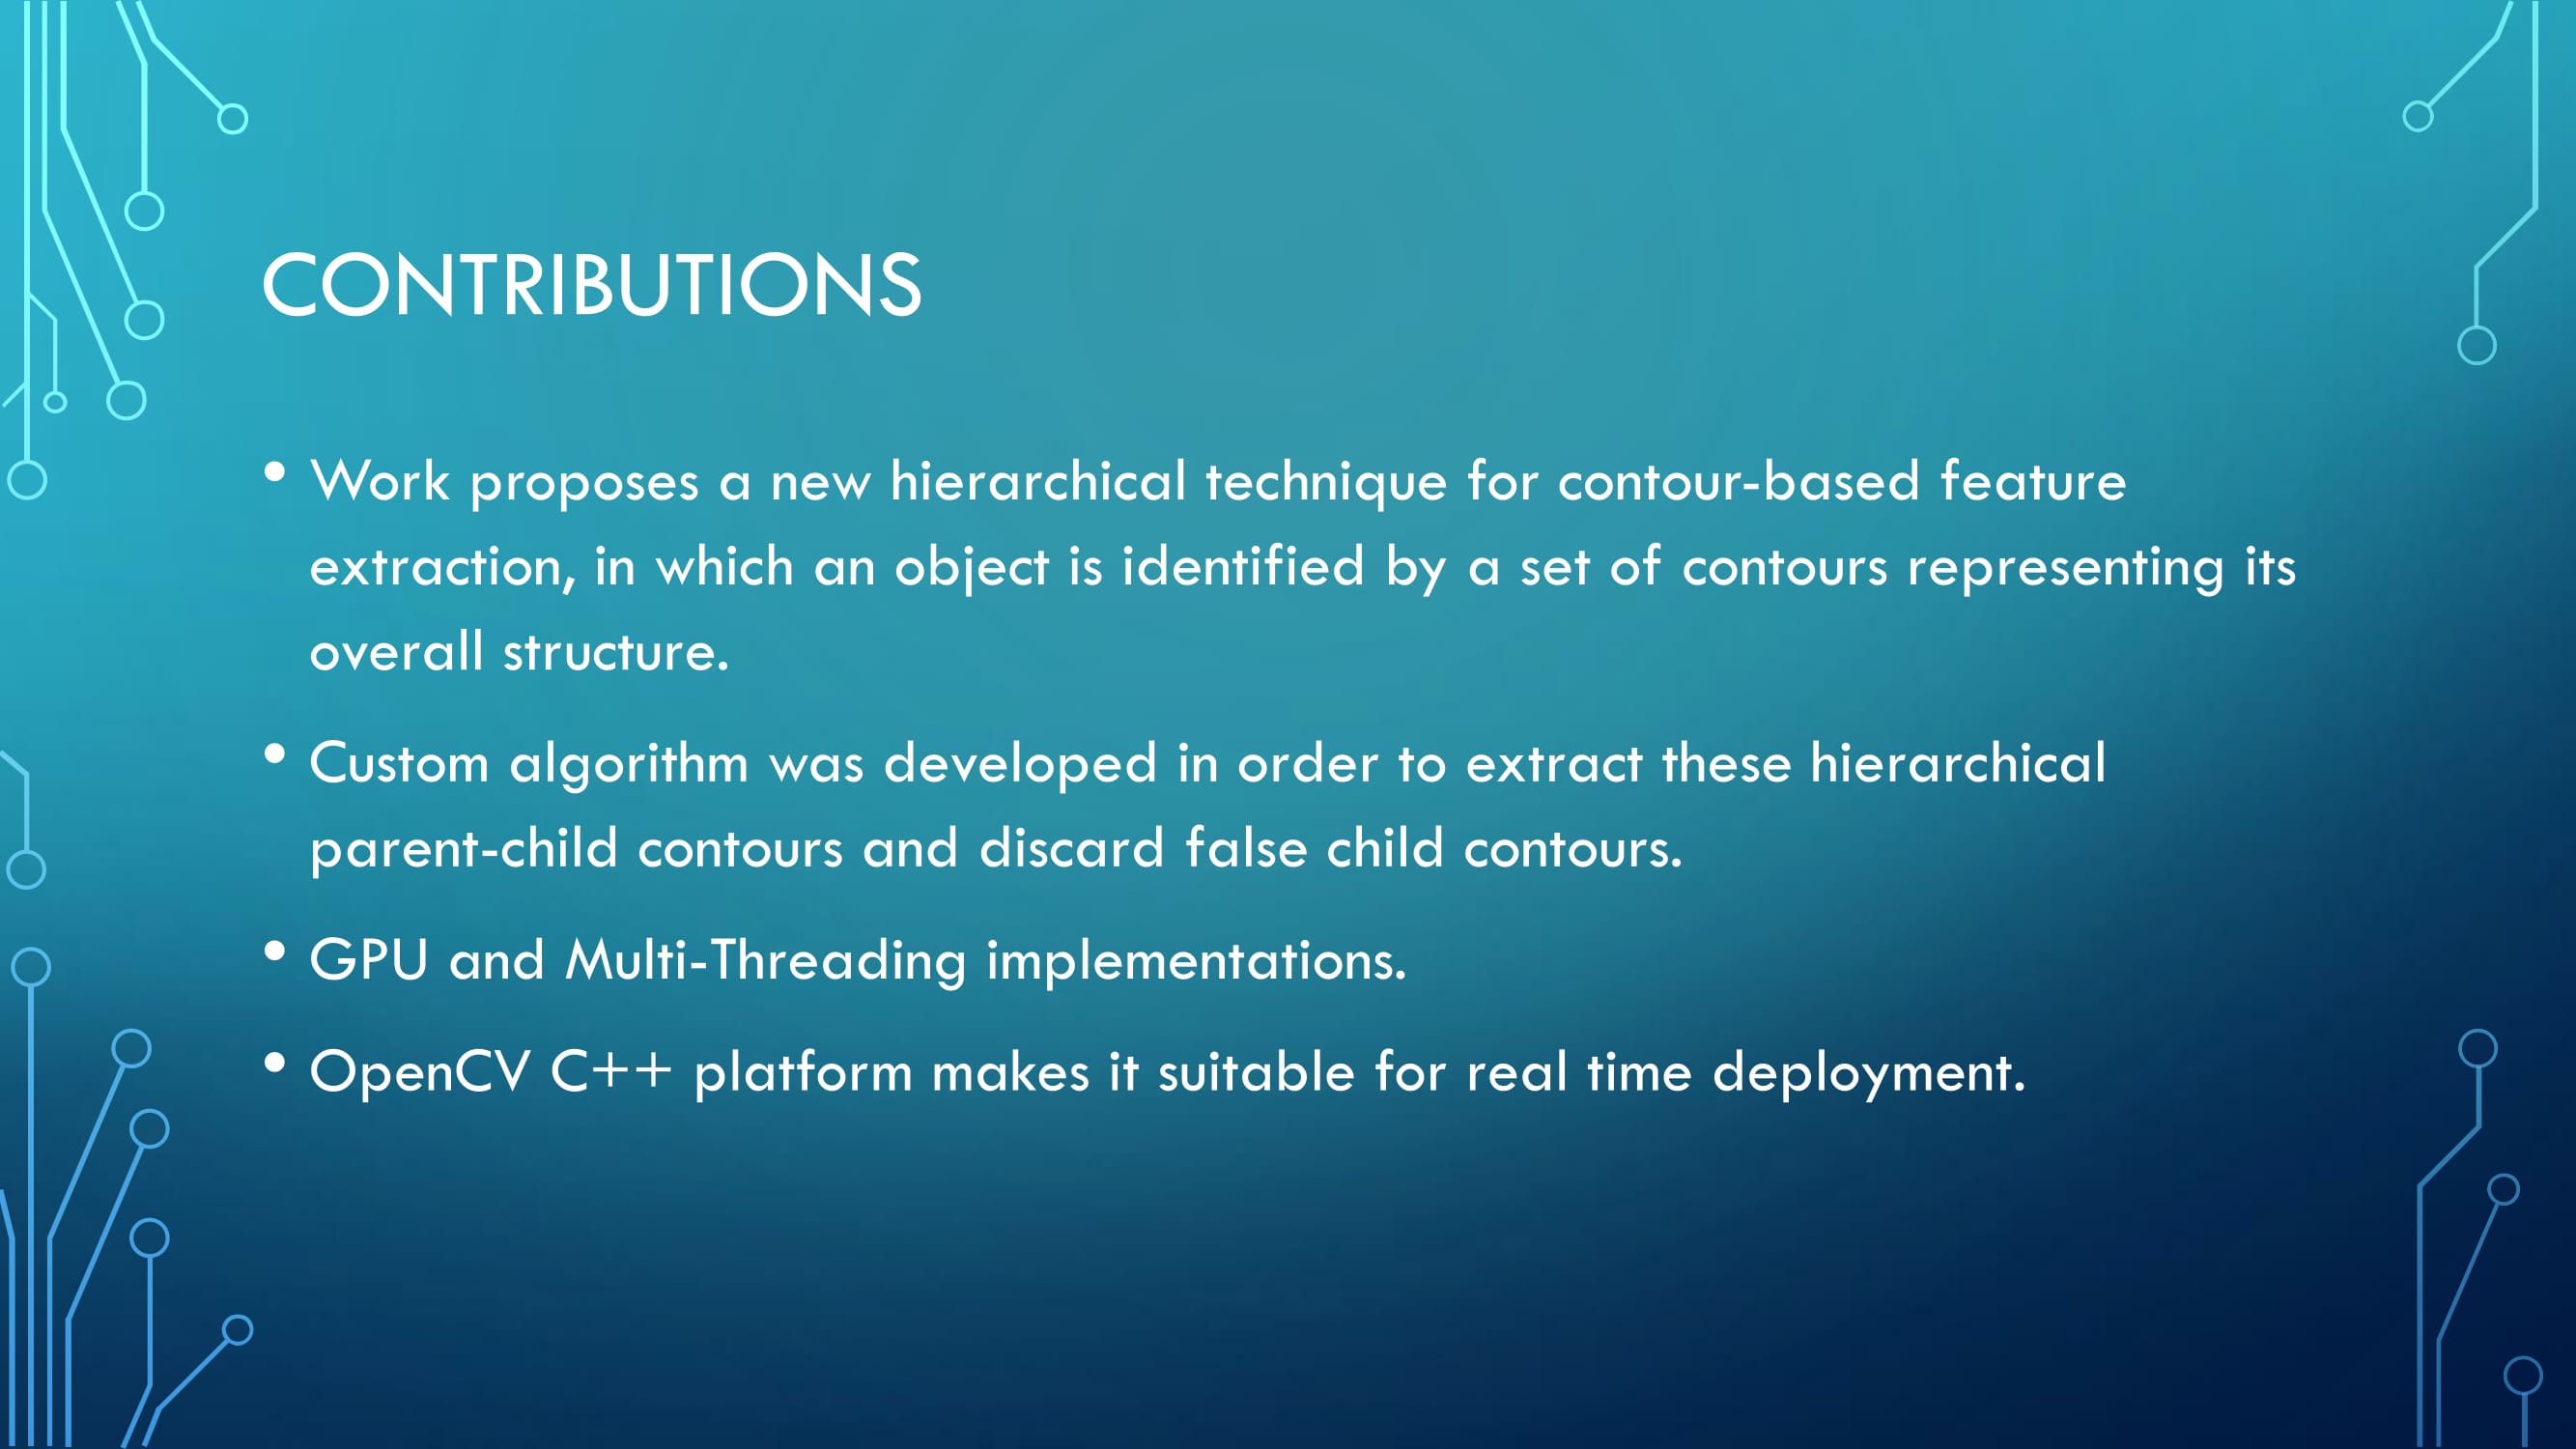 CONTRIBUTIONS
• Work proposes a new hierarchical technique for contour-based feature
extraction, in which an object is identified by a set of contours representing its
overall structure.
• Custom algorithm was developed in order to extract these hierarchical
parent-child contours and discard false child contours.
• GPU and Multi-Threading implementations.
• OpenCV C++ platform makes it suitable for real time deployment.